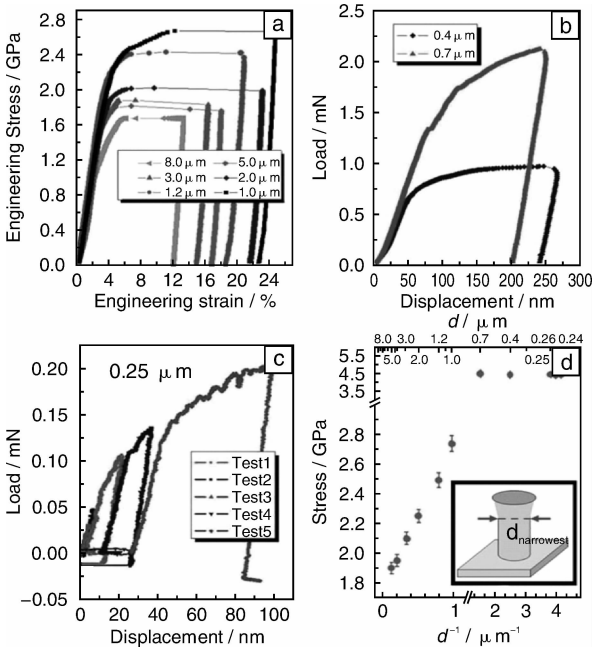 a
Engineering Stress / GPa
2.8
2.4
2.0
1.6
1.2
0.8
0.4
0.0
8.0 μm 5.0 μm
3.0 μm 2.0 μm
1.2 μm 1.0 μm
0 4 8 12 16 20 24
Engineering strain / %
b
Load / mN
2.5
2.0
1.5
1.0
0.5
0.0
0.4 μm
0.7 μm
0 50 100 150 200 250 300
Displacement / nm
c
0.25 μm
Load / mN
0.20
0.15
0.10
0.05
0.00
−0.05
Test1
Test2
Test3
Test4
Test5
0 20 40 60 80 100
Displacement / nm
d / μm
8.0 3.0 1.2 0.7 0.4 0.26 0.24
5.0 2.0 1.0 0.25
d
Stress / GPa
5.5
4.5
2.8
2.6
2.4
2.2
2.0
1.8
d narrowest
0 1 2 3 4
d⁻¹ / μm⁻¹